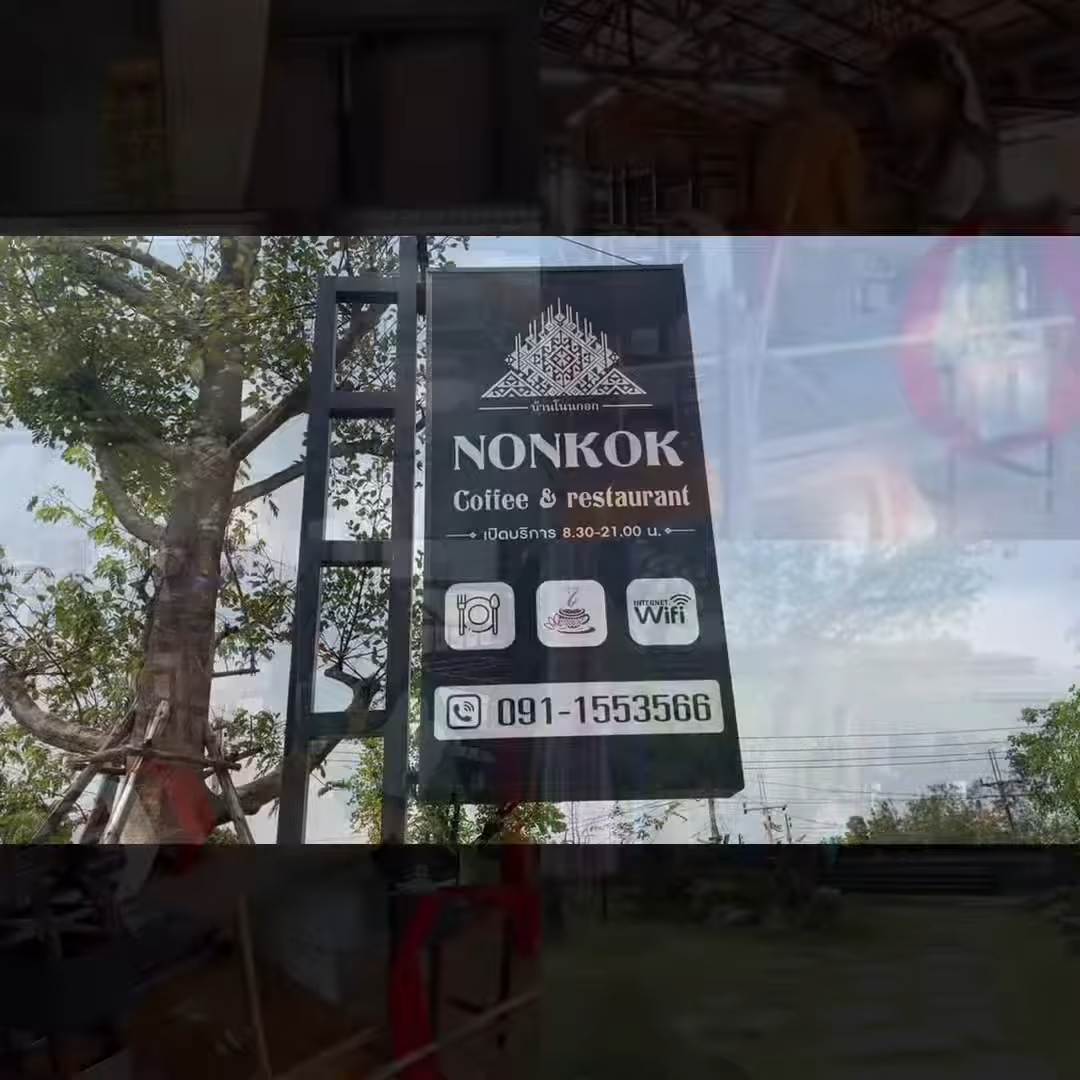 บ้านโนนกอก
NONKOK
Coffee & restaurant
เปิดบริการ 8.30-21.00 น.
INTERNET
Wifi
091-1553566